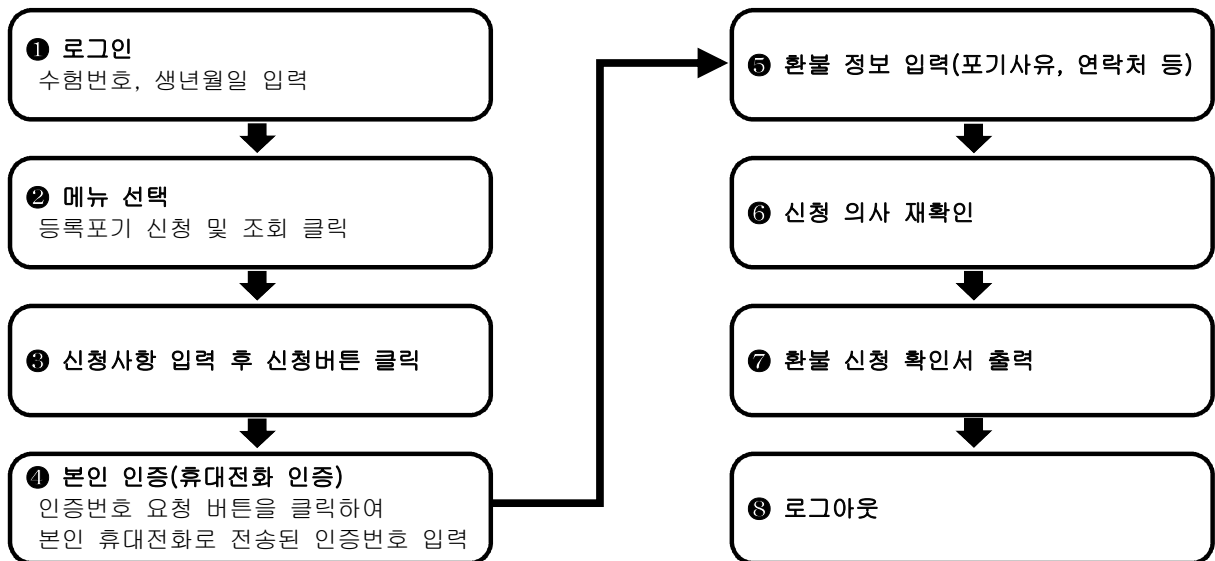 ❶ 로그인
수험번호, 생년월일 입력
❷ 메뉴 선택
등록포기 신청 및 조회 클릭
❸ 신청사항 입력 후 신청버튼 클릭
❹ 본인 인증(휴대전화 인증)
인증번호 요청 버튼을 클릭하여
본인 휴대전화로 전송된 인증번호 입력
❺ 환불 정보 입력(포기사유, 연락처 등)
❻ 신청 의사 재확인
❼ 환불 신청 확인서 출력
❽ 로그아웃